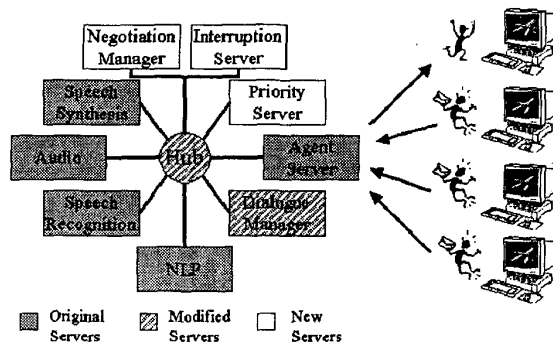 Negotiation
Manager
Interruption
Server
Speech
Synthesis
Priority
Server
Audio
Hub
Agent
Server
Speech
Recognition
Dialogue
Manager
NLP
Original
Servers
Modified
Servers
New
Servers